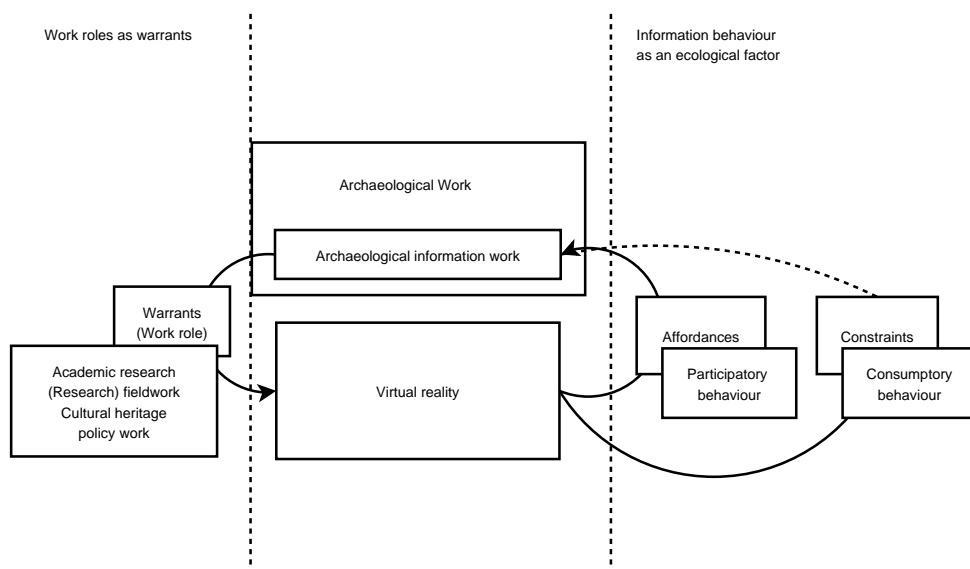 Work roles as warrants
Information behaviour
as an ecological factor
Archaeological Work
Archaeological information work
Warrants
(Work role)
Academic research
(Research) fieldwork
Cultural heritage
policy work
Virtual reality
Affordances
Participatory
behaviour
Constraints
Consumptory
behaviour